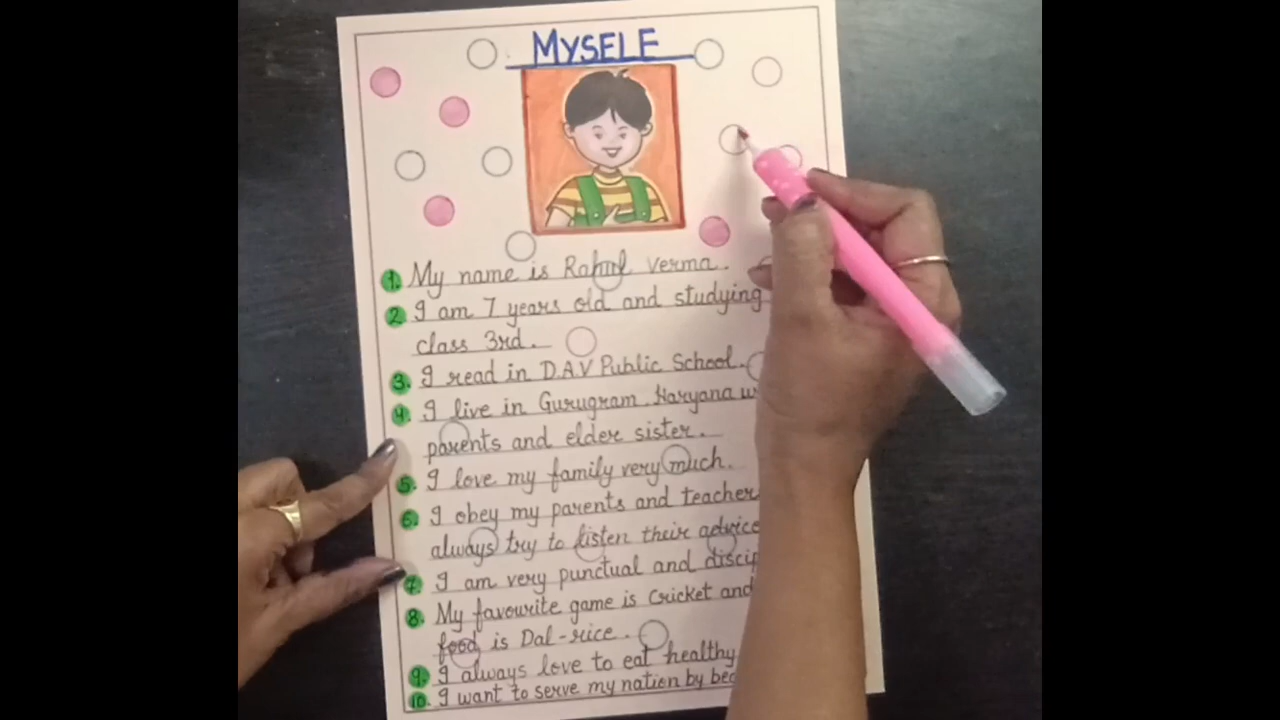 MYSELF
1. My name is Rahul Verma.
2. I am 7 years old and studying
class 3rd.
3. I read in D.A.V Public School.
4. I live in Gurugram Haryana
parents and elder sister.
5. I love my family very much.
6. I obey my parents and teacher
always try to listen their advice
7. I am very punctual and
8. My favourite game is Cricket and
food is Dal-rice.
9. I always love to eat healthy
10. I want to serve my nation by